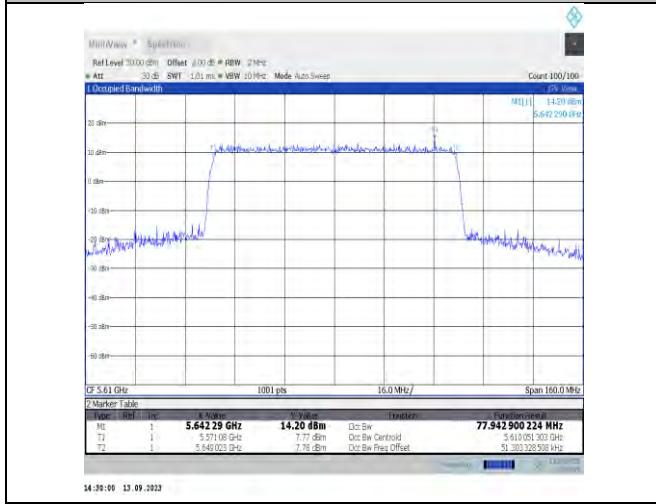 MultiView Spectrum
Ref Level 30.00 dBm Offset 2.00 dB RBW 2 MHz
Att 30 dB SWT 1.01 ms VBW 10 MHz Mode Auto Sweep Count 100/100
1 Occupied Bandwidth
M1[1] 14.20 dBm
5.642 290 GHz
20 dBm
10 dBm
0 dBm
-10 dBm
-20 dBm
-30 dBm
-40 dBm
-50 dBm
-60 dBm
CF 5.61 GHz 1001 pts 16.0 MHz/ Span 160.0 MHz
2 Marker Table
Type Ref Trc X-Value Y-Value Function Function Result
M1 1 5.642 29 GHz 14.20 dBm Occ Bw 77.942 900 224 MHz
T1 1 5.571 08 GHz 7.77 dBm Occ Bw Centroid 5.610 051 303 GHz
T2 1 5.649 023 GHz 7.78 dBm Occ Bw Freq Offset 51.303 328 508 kHz
14:30:00 13.09.2023